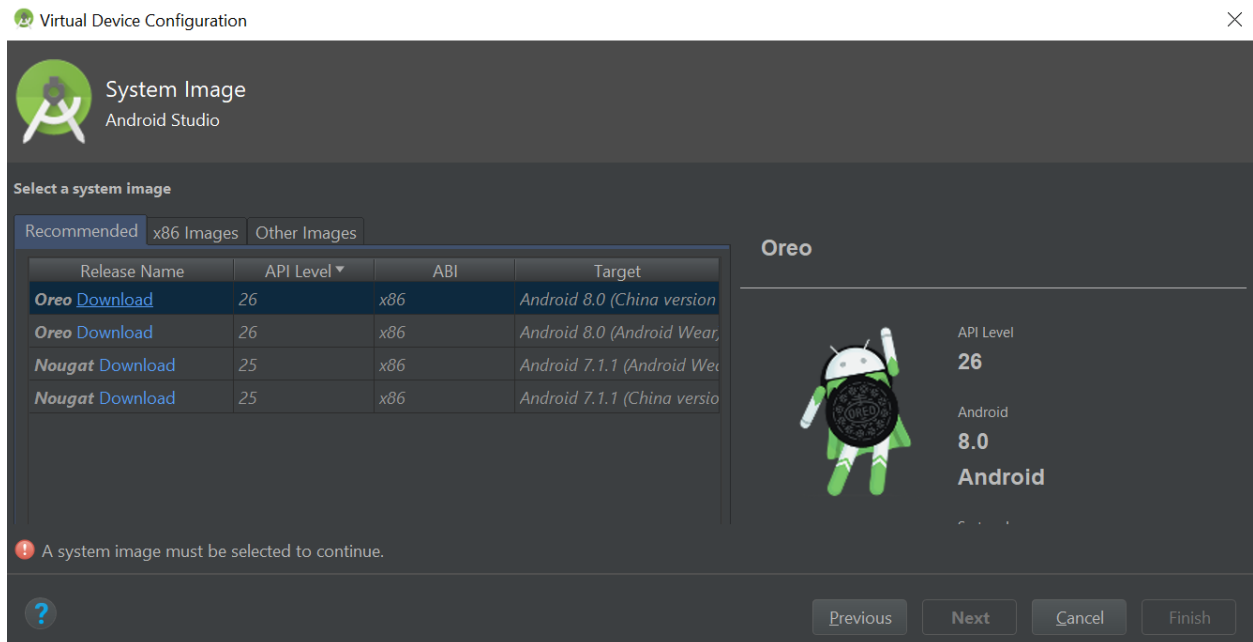 Virtual Device Configuration
System Image
Android Studio
Select a system image
Recommended x86 Images Other Images
Release Name API Level ABI Target
Oreo Download 26 x86 Android 8.0 (China version
Oreo Download 26 x86 Android 8.0 (Android Wear,
Nougat Download 25 x86 Android 7.1.1 (Android Wea
Nougat Download 25 x86 Android 7.1.1 (China versio
Oreo
API Level
26
OREO
Android
8.0
Android
A system image must be selected to continue.
? Previous Next Cancel Finish